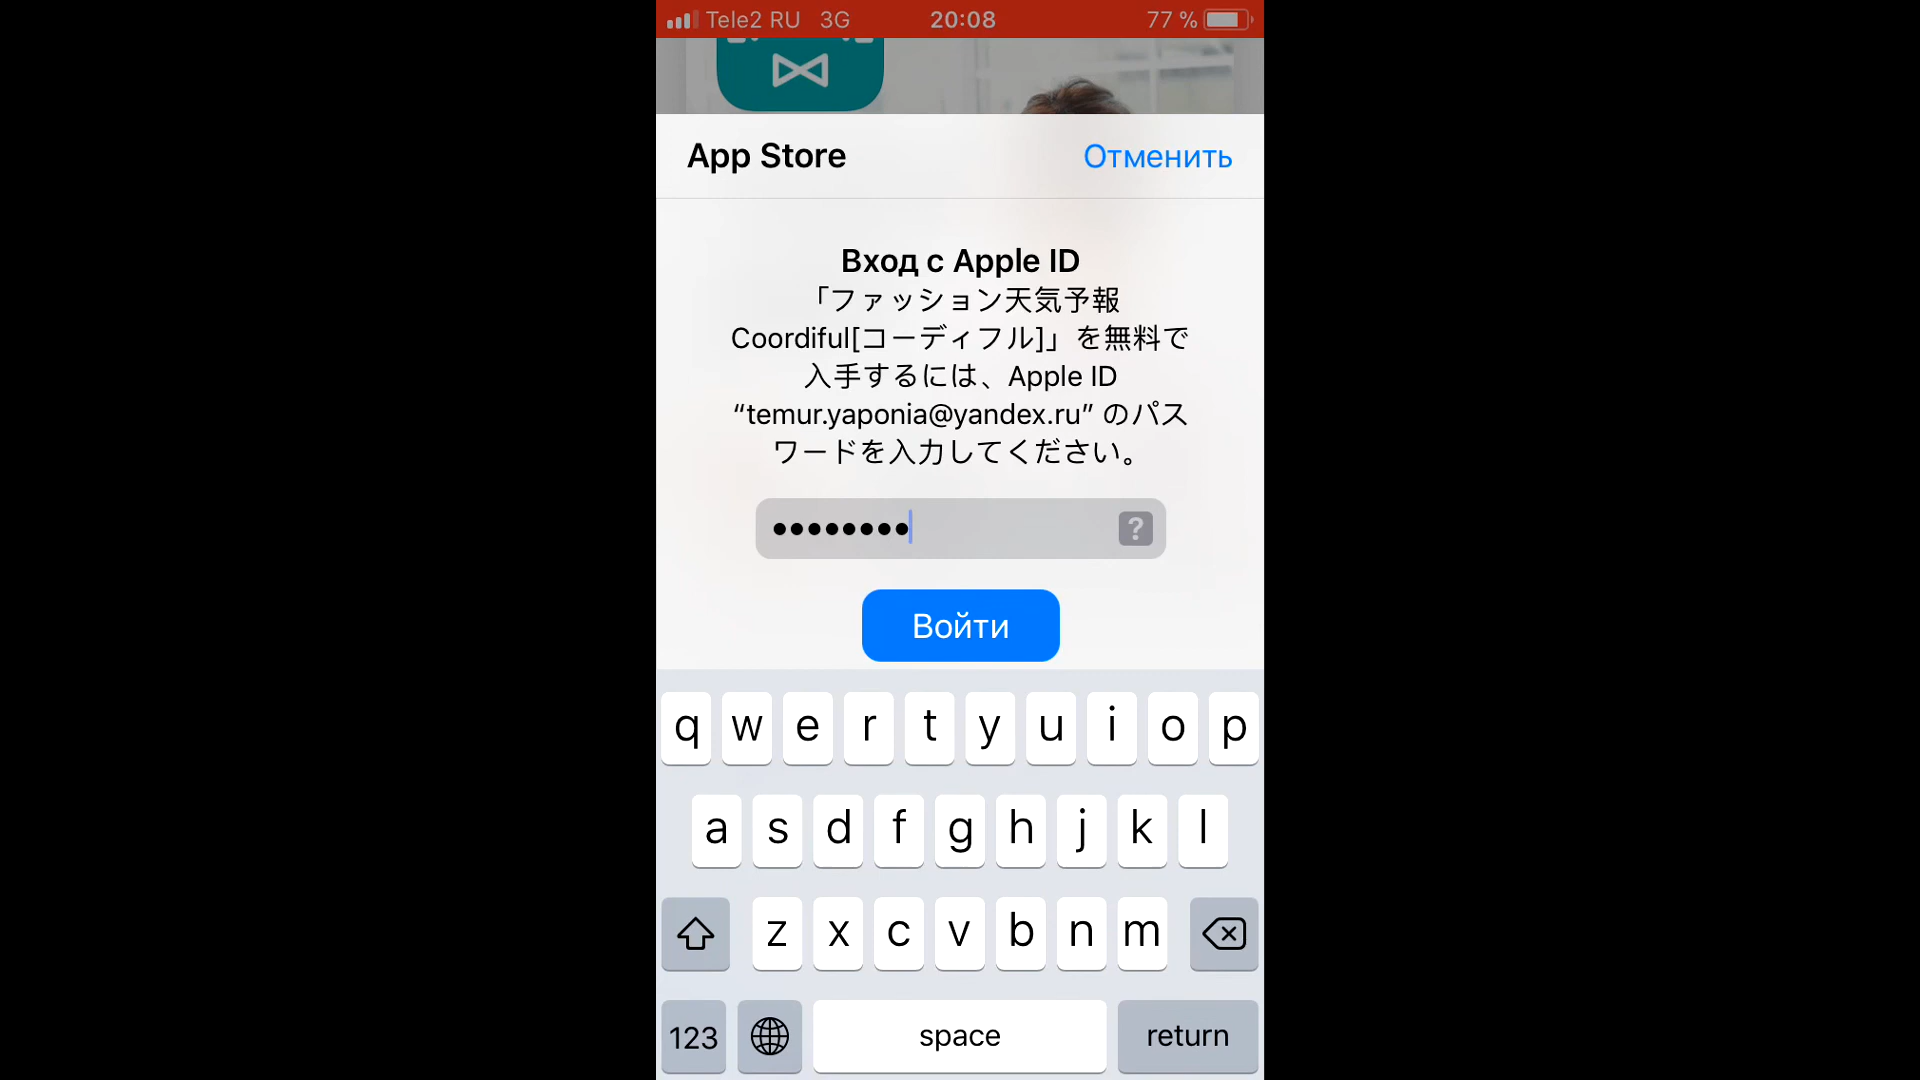 Tele2 RU 3G 20:08 77 %
App Store Отменить
Вход с Apple ID
「ファッション天気予報
Coordiful[コーディフル]」を無料で
入手するには、Apple ID
“temur.yaponia@yandex.ru” のパス
ワードを入力してください。
••••••••
?
Войти
q w e r t y u i o p
a s d f g h j k l
z x c v b n m
123 space return